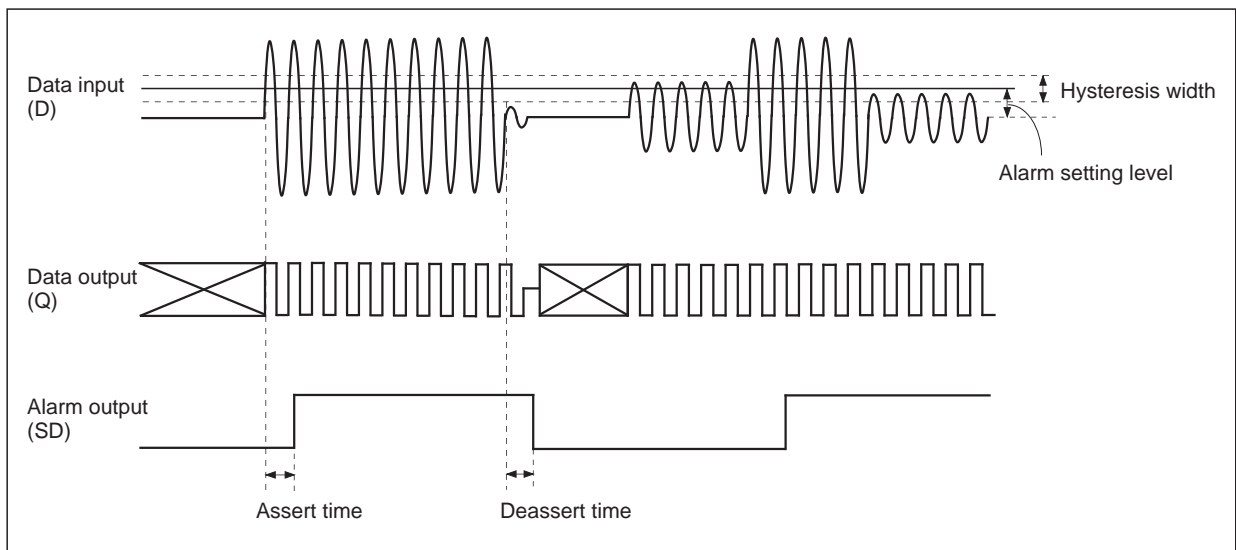 Data input
(D)
Hysteresis width
Alarm setting level
Data output
(Q)
Alarm output
(SD)
Assert time
Deassert time